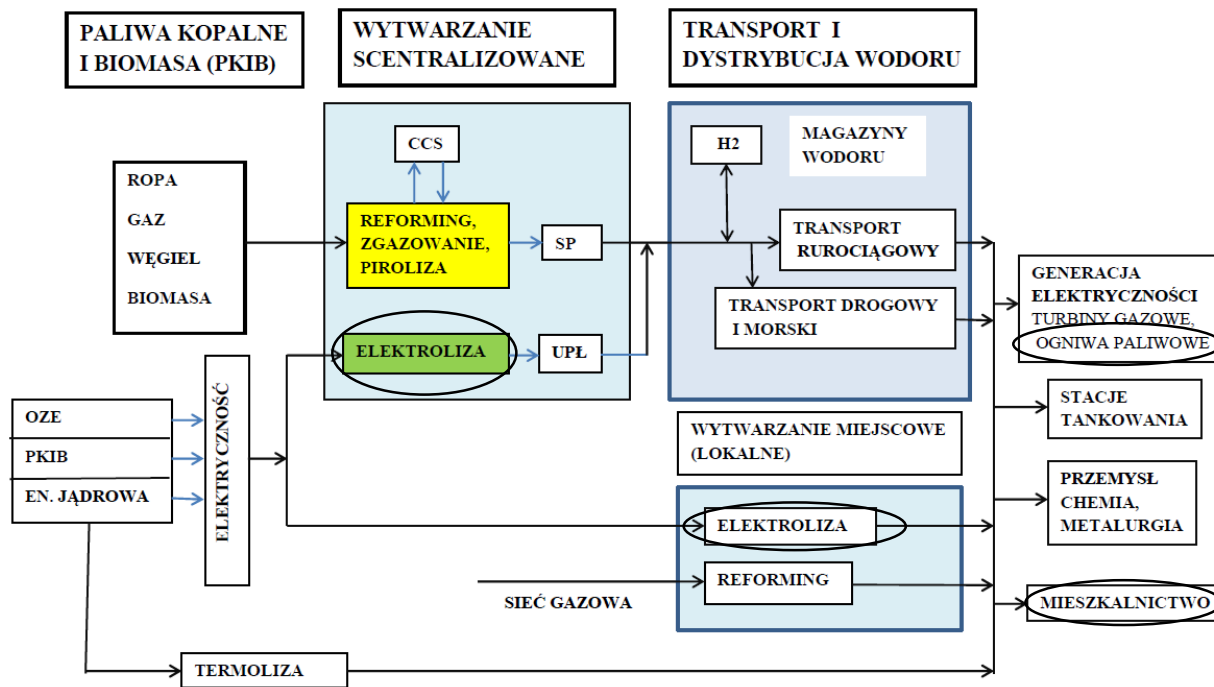 PALIWA KOPALNE
I BIOMASA (PKIB)
WYTWARZANIE
SCENTRALIZOWANE
TRANSPORT I
DYSTRYBUCJA WODORU
ROPA
GAZ
WĘGIEL
BIOMASA
CCS
REFORMING,
ZGAZOWANIE,
PIROLIZA
SP
ELEKTROLIZA
UPŁ
H2
MAGAZYNY
WODORU
TRANSPORT
RUROCIĄGOWY
TRANSPORT DROGOWY
I MORSKI
GENERACJA
ELEKTRYCZNOŚCI
TURBINY GAZOWE,
OGNIWA PALIWOWE
STACJE
TANKOWANIA
PRZEMYSŁ
CHEMIA,
METALURGIA
MIESZKALNICTWO
OZE
PKIB
EN. JĄDROWA
ELEKTRYCZNOŚĆ
WYTWARZANIE MIEJSCOWE
(LOKALNE)
ELEKTROLIZA
REFORMING
SIEĆ GAZOWA
TERMOLIZA